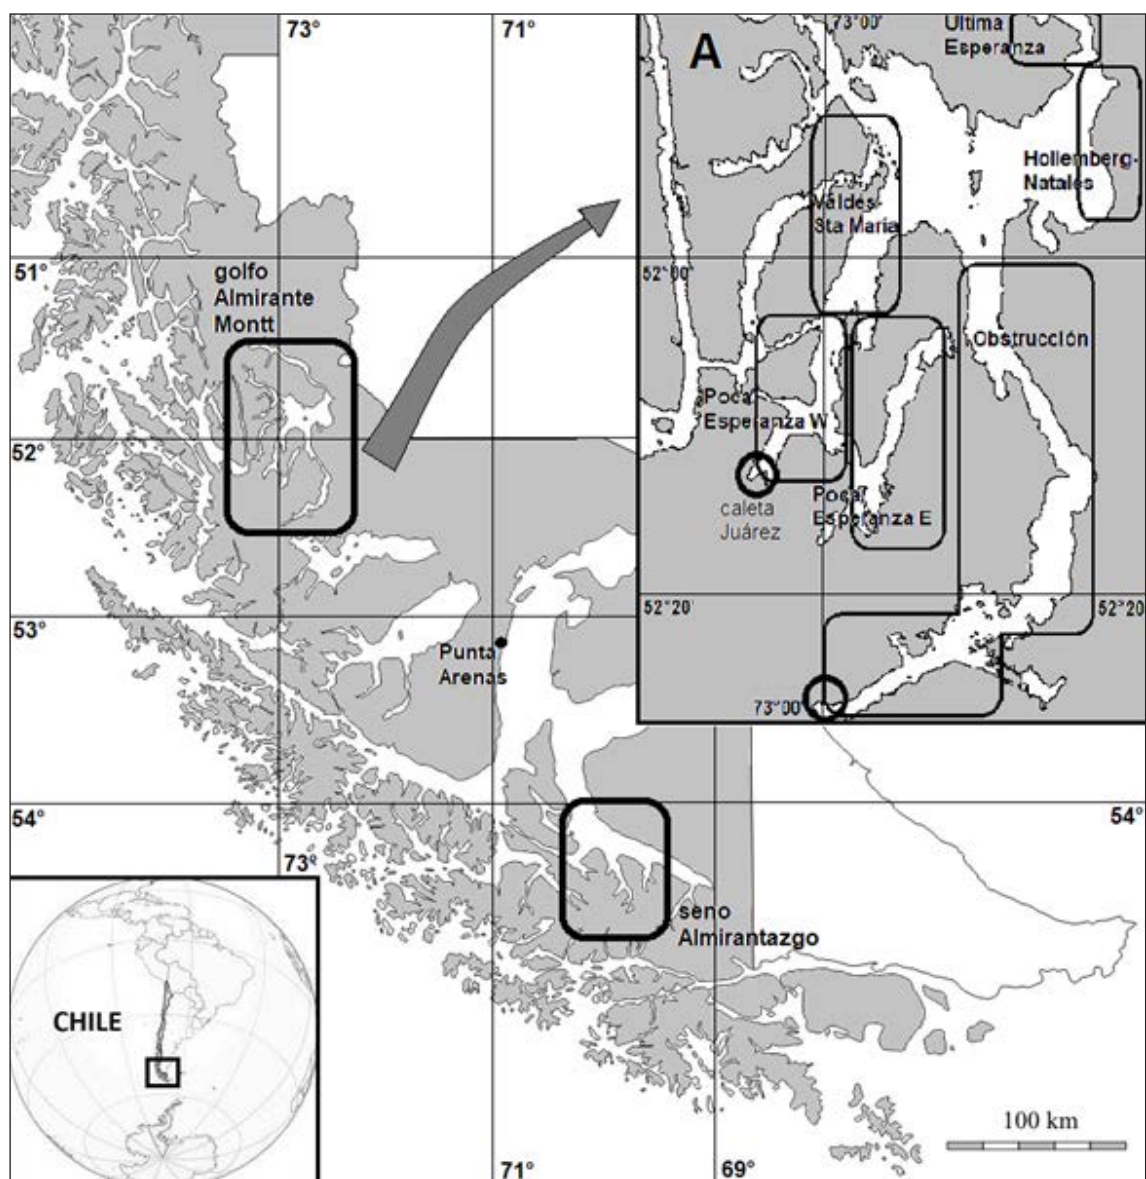 73°
71°
51°
golfo
Almirante
Montt
52°
53°
Punta
Arenas
54°
73°
54°
seno
Almirantazgo
CHILE
71°
69°
100 km
A
73°00'
Ultima
Esperanza
Hollemberg-
Natales
Valdés-
Sta Maria
52°00'
Obstrucción
Poca
Esperanza W
caleta
Juárez
Poca
Esperanza E
52°20'
52°20'
73°00'